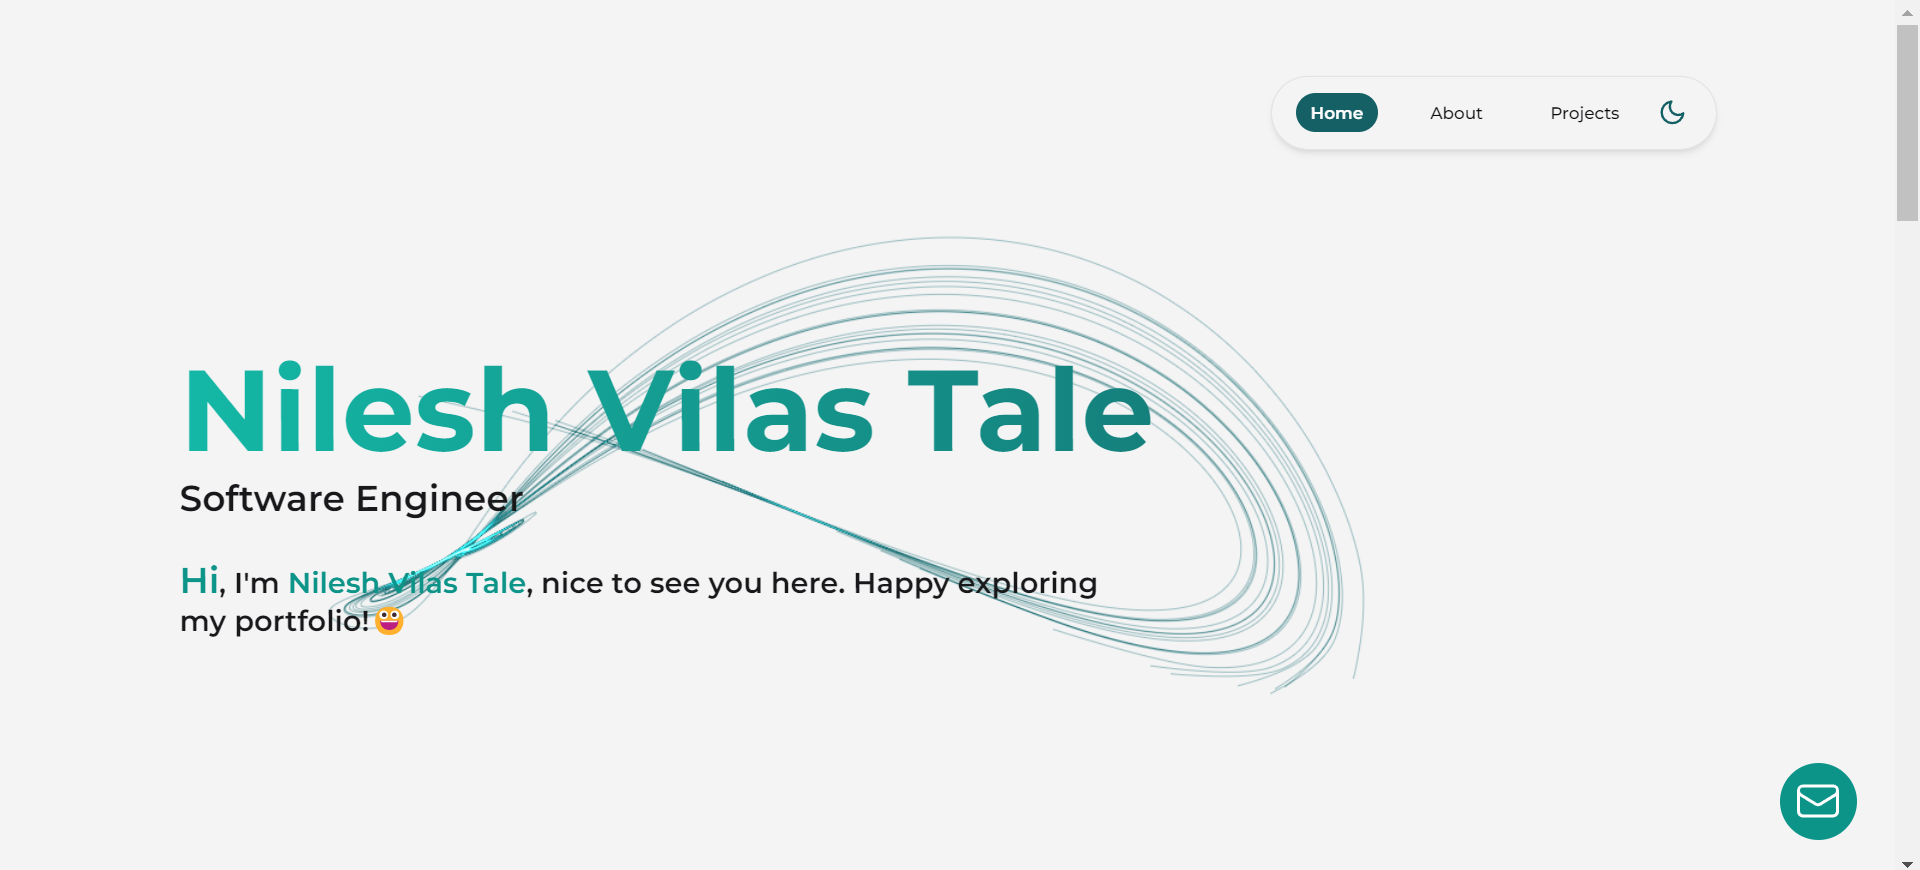 Home About Projects
Nilesh Vilas Tale
Software Engineer
Hi, I'm Nilesh Vilas Tale, nice to see you here. Happy exploring
my portfolio!